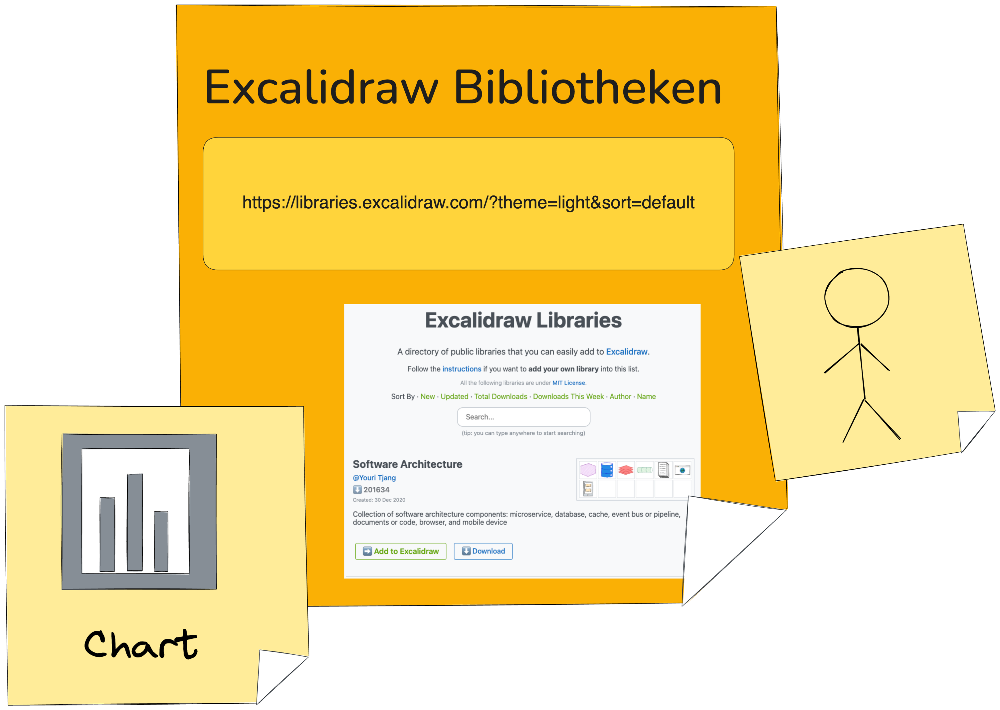 Excalidraw Bibliotheken
https://libraries.excalidraw.com/?theme=light&sort=default
Excalidraw Libraries
A directory of public libraries that you can easily add to Excalidraw.
Follow the instructions if you want to add your own library into this list.
All the following libraries are under MIT License.
Sort By · New · Updated · Total Downloads · Downloads This Week · Author · Name
Search...
(tip: you can type anywhere to start searching)
Software Architecture
@Youri Tjang
201634
Created: 30 Dec 2020
Collection of software architecture components: microservice, database, cache, event bus or pipeline,
documents or code, browser, and mobile device
Add to Excalidraw
Download
Chart